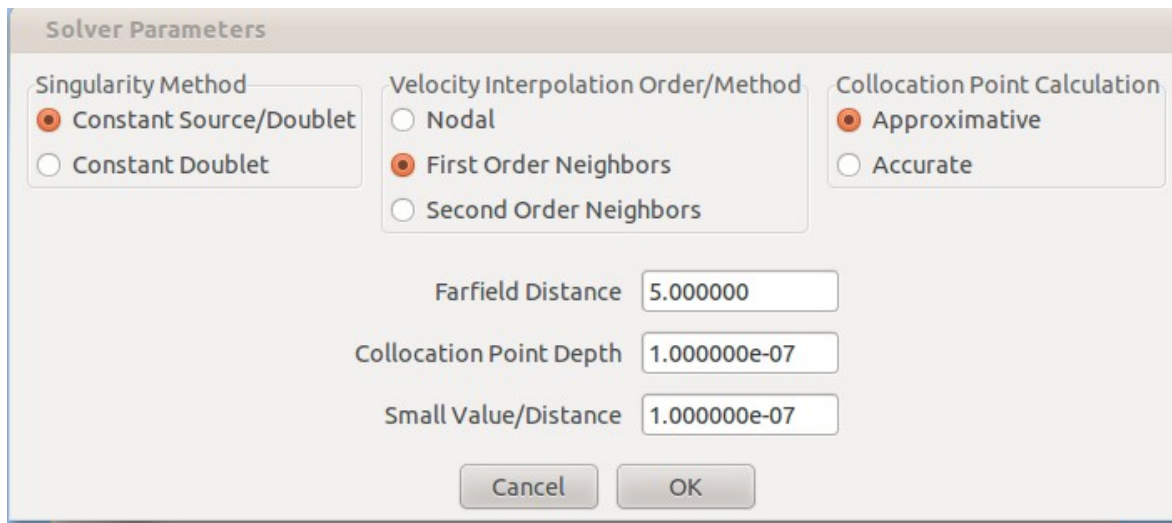 Solver Parameters
Singularity Method
Constant Source/Doublet
Constant Doublet
Velocity Interpolation Order/Method
Nodal
First Order Neighbors
Second Order Neighbors
Collocation Point Calculation
Approximative
Accurate
Farfield Distance 5.000000
Collocation Point Depth 1.000000e-07
Small Value/Distance 1.000000e-07
Cancel OK